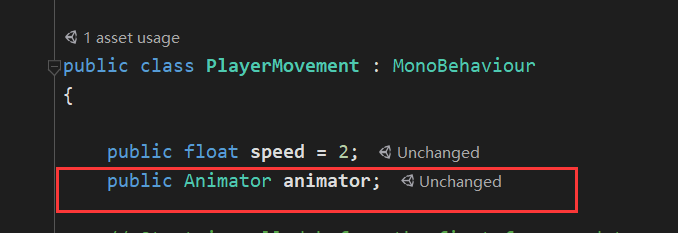 1 asset usage
public class PlayerMovement : MonoBehaviour
{
public float speed = 2; Unchanged
public Animator animator; Unchanged